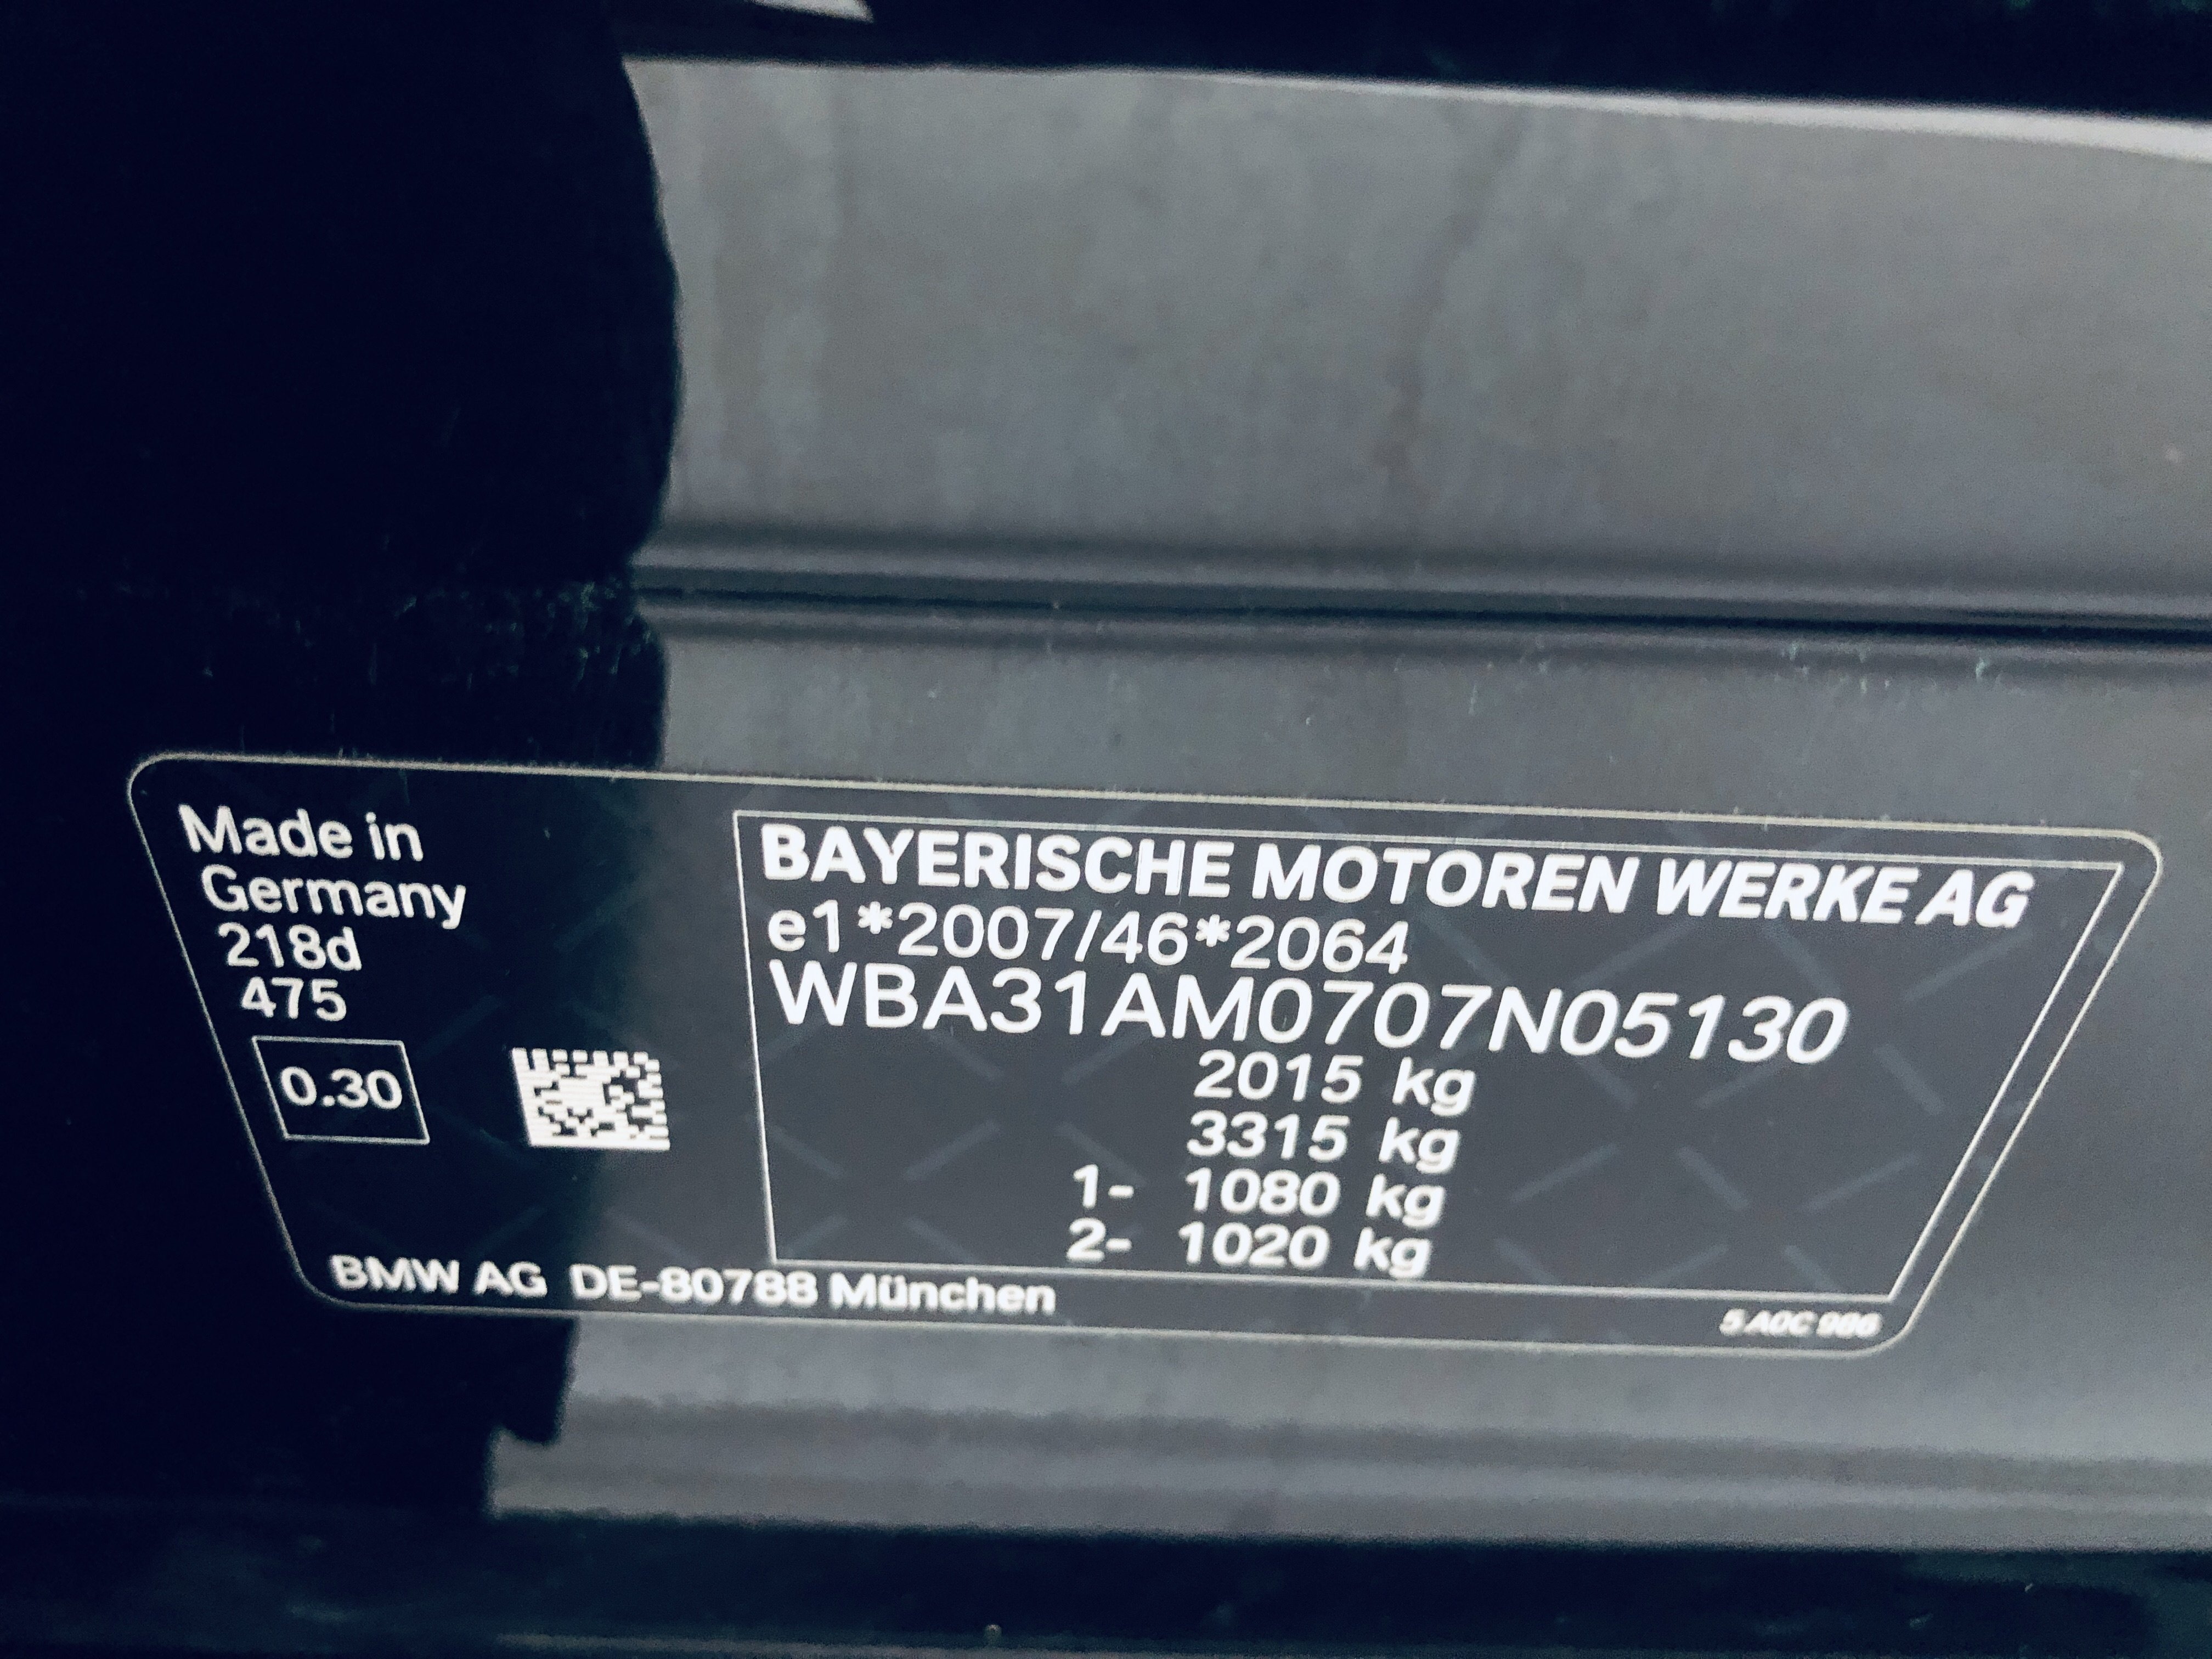 Made in
Germany
218d
475
0.30
BAYERISCHE MOTOREN WERKE AG
e1*2007/46*2064
WBA31AM0707N05130
2015 kg
3315 kg
1- 1080 kg
2- 1020 kg
BMW AG DE-80788 München
5 A0C 986